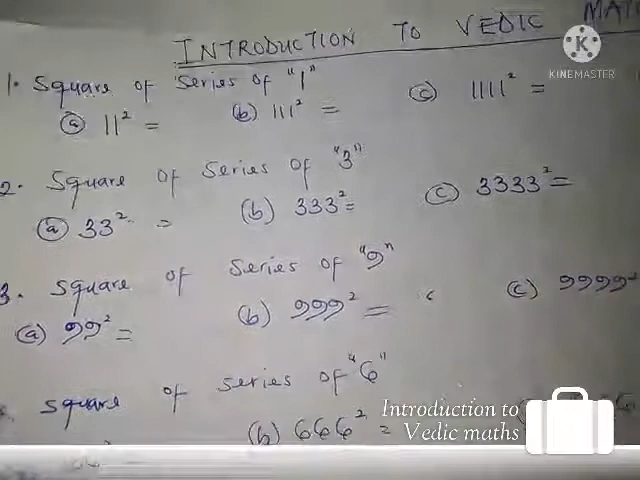 INTRODUCTION TO VEDIC
KINEMASTER
1. Square of Series of "1"
(a) 11² = (b) 111² = (c) 1111² =
2. Square of Series of "3"
(a) 33² = (b) 333² = (c) 3333² =
3. Square of Series of "9"
(a) 99² = (b) 999² = (c) 9999²
Square of series of "6"
(b) 666² =
Introduction to
Vedic maths